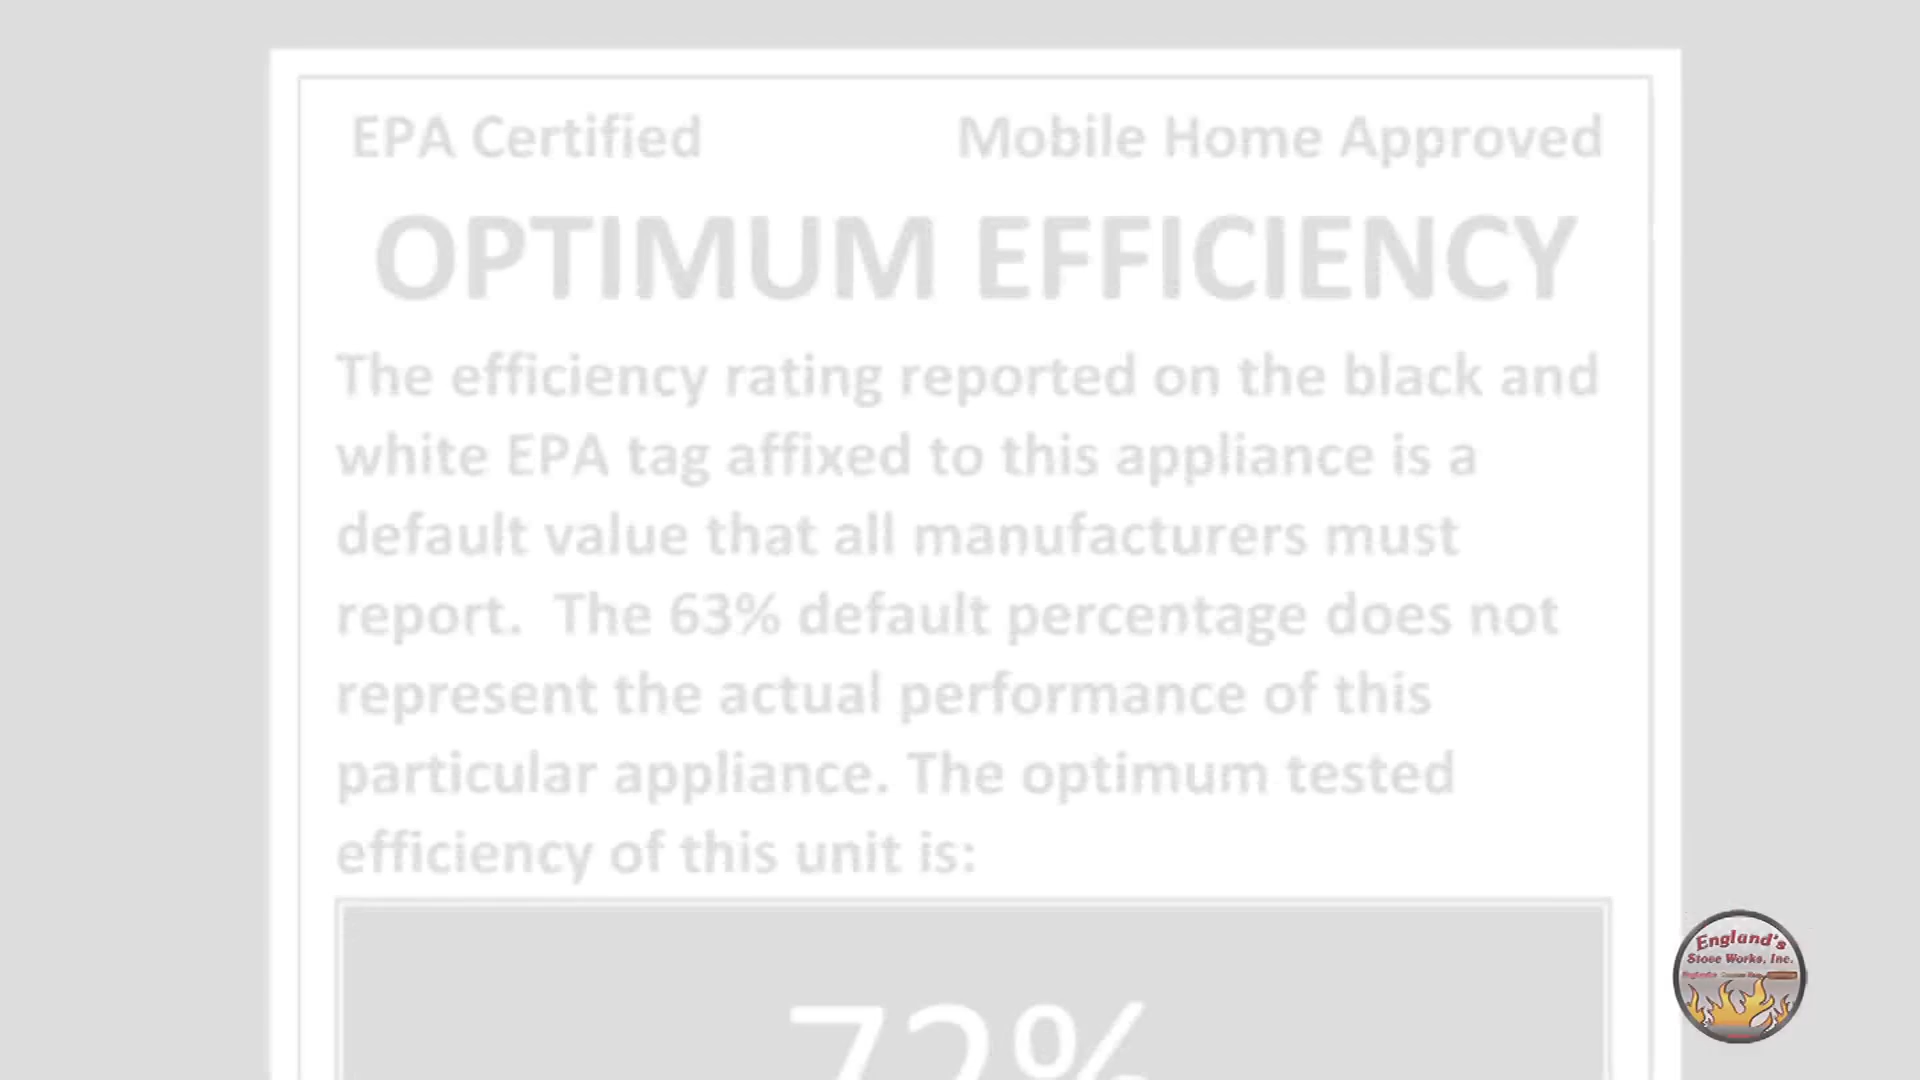 EPA Certified Mobile Home Approved
OPTIMUM EFFICIENCY
The efficiency rating reported on the black and
white EPA tag affixed to this appliance is a
default value that all manufacturers must
report. The 63% default percentage does not
represent the actual performance of this
particular appliance. The optimum tested
efficiency of this unit is:
72%
England's
Stove Works, Inc.